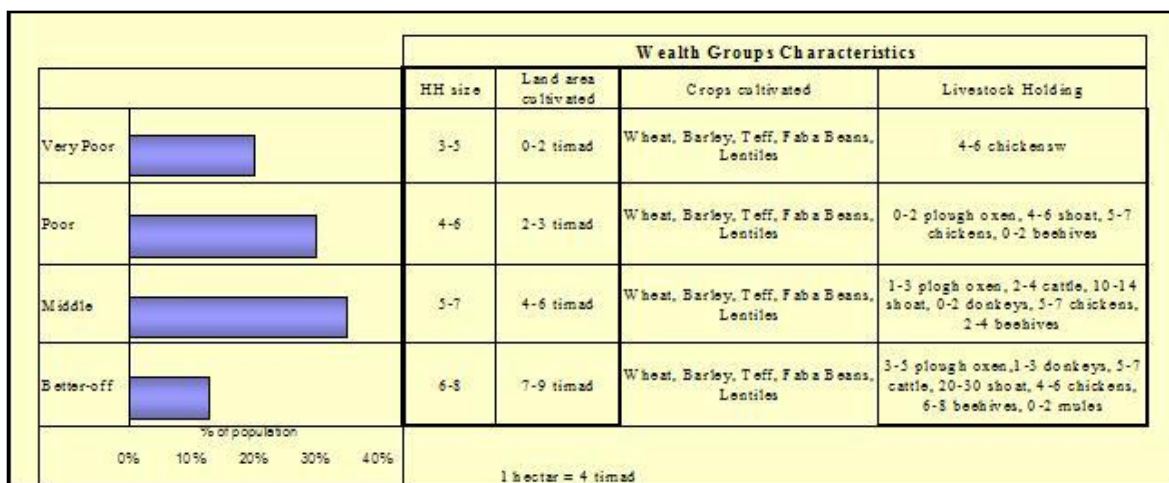 Wealth Groups Characteristics
HH size
Land area
cultivated
Crops cultivated
Livestock Holding
Very Poor
3-5
0-2 timad
Wheat, Barley, Teff, Faba Beans,
Lentiles
4-6 chickensw
Poor
4-6
2-3 timad
Wheat, Barley, Teff, Faba Beans,
Lentiles
0-2 plough oxen, 4-6 shoat, 5-7
chickens, 0-2 beehives
Middle
5-7
4-6 timad
Wheat, Barley, Teff, Faba Beans,
Lentiles
1-3 plogh oxen, 2-4 cattle, 10-14
shoat, 0-2 donkeys, 5-7 chickens,
2-4 beehives
Better-off
6-8
7-9 timad
Wheat, Barley, Teff, Faba Beans,
Lentiles
3-5 plough oxen,1-3 donkeys, 5-7
cattle, 20-30 shoat, 4-6 chickens,
6-8 beehives, 0-2 mules
% of population
0% 10% 20% 30% 40%
1 hectar = 4 timad